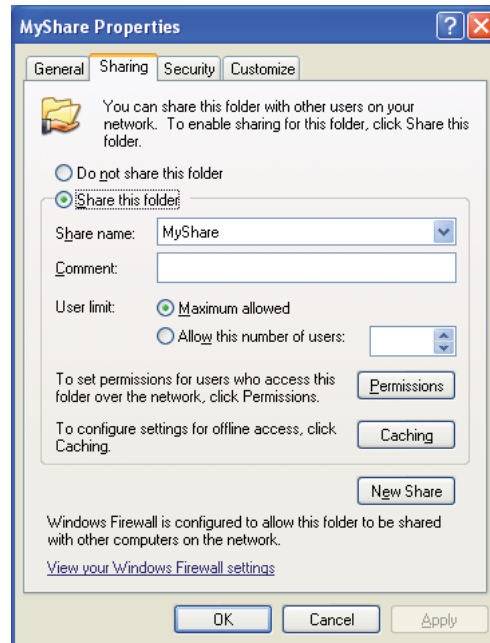 MyShare Properties
General Sharing Security Customize
You can share this folder with other users on your
network. To enable sharing for this folder, click Share this
folder.
Do not share this folder
Share this folder
Share name: MyShare
Comment:
User limit: Maximum allowed
Allow this number of users:
To set permissions for users who access this
folder over the network, click Permissions.
Permissions
To configure settings for offline access, click
Caching.
Caching
New Share
Windows Firewall is configured to allow this folder to be shared
with other computers on the network.
View your Windows Firewall settings
OK Cancel Apply